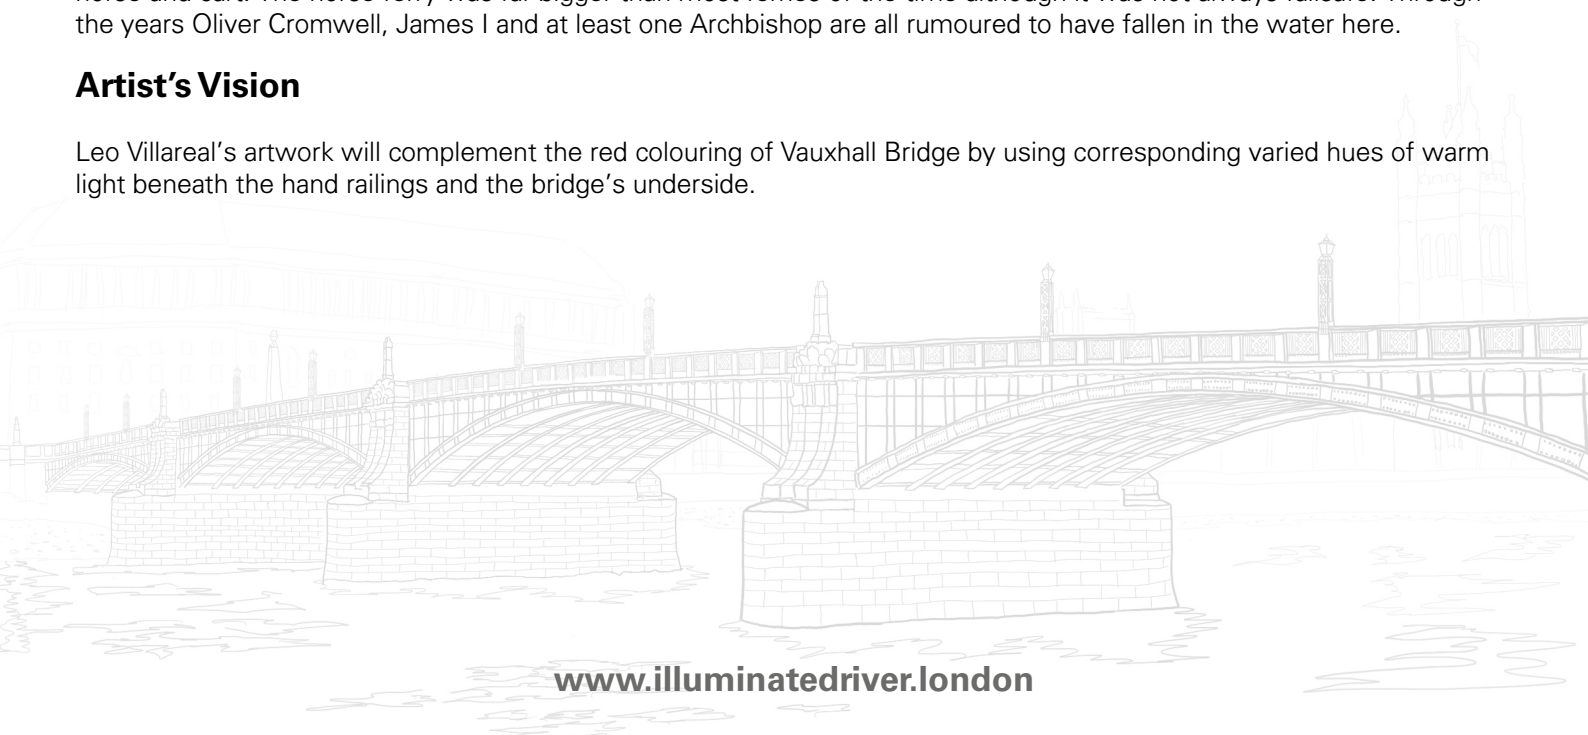 the years Oliver Cromwell, James I and at least one Archbishop are all rumoured to have fallen in the water here.
Artist's Vision
Leo Villareal's artwork will complement the red colouring of Vauxhall Bridge by using corresponding varied hues of warm
light beneath the hand railings and the bridge's underside.
www.illuminatedriver.london